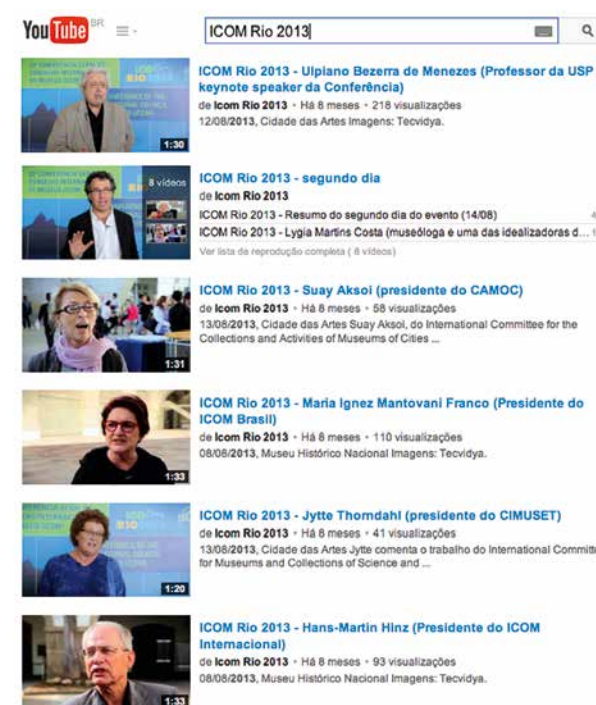 YouTube BR
ICOM Rio 2013
ICOM Rio 2013 - Ulpiano Bezerra de Menezes (Professor da USP
keynote speaker da Conferência)
de Icom Rio 2013 • Há 8 meses • 218 visualizações
12/08/2013, Cidade das Artes Imagens: Tecvidya.
1:30
ICOM Rio 2013 - segundo dia
8 vídeos
de Icom Rio 2013
ICOM Rio 2013 - Resumo do segundo dia do evento (14/08)
ICOM Rio 2013 - Lygia Martins Costa (museóloga e uma das idealizadoras d...
Ver lista de reprodução completa ( 8 vídeos)
ICOM Rio 2013 - Suay Aksoi (presidente do CAMOC)
de Icom Rio 2013 • Há 8 meses • 58 visualizações
13/08/2013, Cidade das Artes Suay Aksoi, do International Committee for the
Collections and Activities of Museums of Cities ...
1:31
ICOM Rio 2013 - Maria Ignez Mantovani Franco (Presidente do
ICOM Brasil)
de Icom Rio 2013 • Há 8 meses • 110 visualizações
08/08/2013, Museu Histórico Nacional Imagens: Tecvidya.
1:33
ICOM Rio 2013 - Jytte Thorndahl (presidente do CIMUSET)
de Icom Rio 2013 • Há 8 meses • 41 visualizações
13/08/2013, Cidade das Artes Jytte comenta o trabalho do International Committe
for Museums and Collections of Science and ...
1:20
ICOM Rio 2013 - Hans-Martin Hinz (Presidente do ICOM
Internacional)
de Icom Rio 2013 • Há 8 meses • 93 visualizações
08/08/2013, Museu Histórico Nacional Imagens: Tecvidya.
1:33